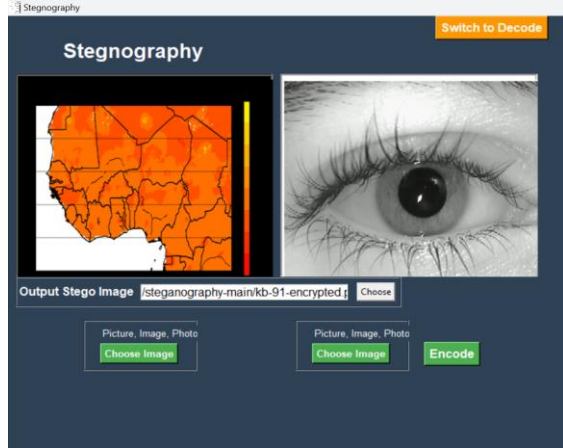 Stegnography
Switch to Decode
Stegnography
Output Stego Image /steganography-main/kb-91-encrypted.p Choose
Picture, Image, Photo
Picture, Image, Photo
Choose Image
Choose Image
Encode